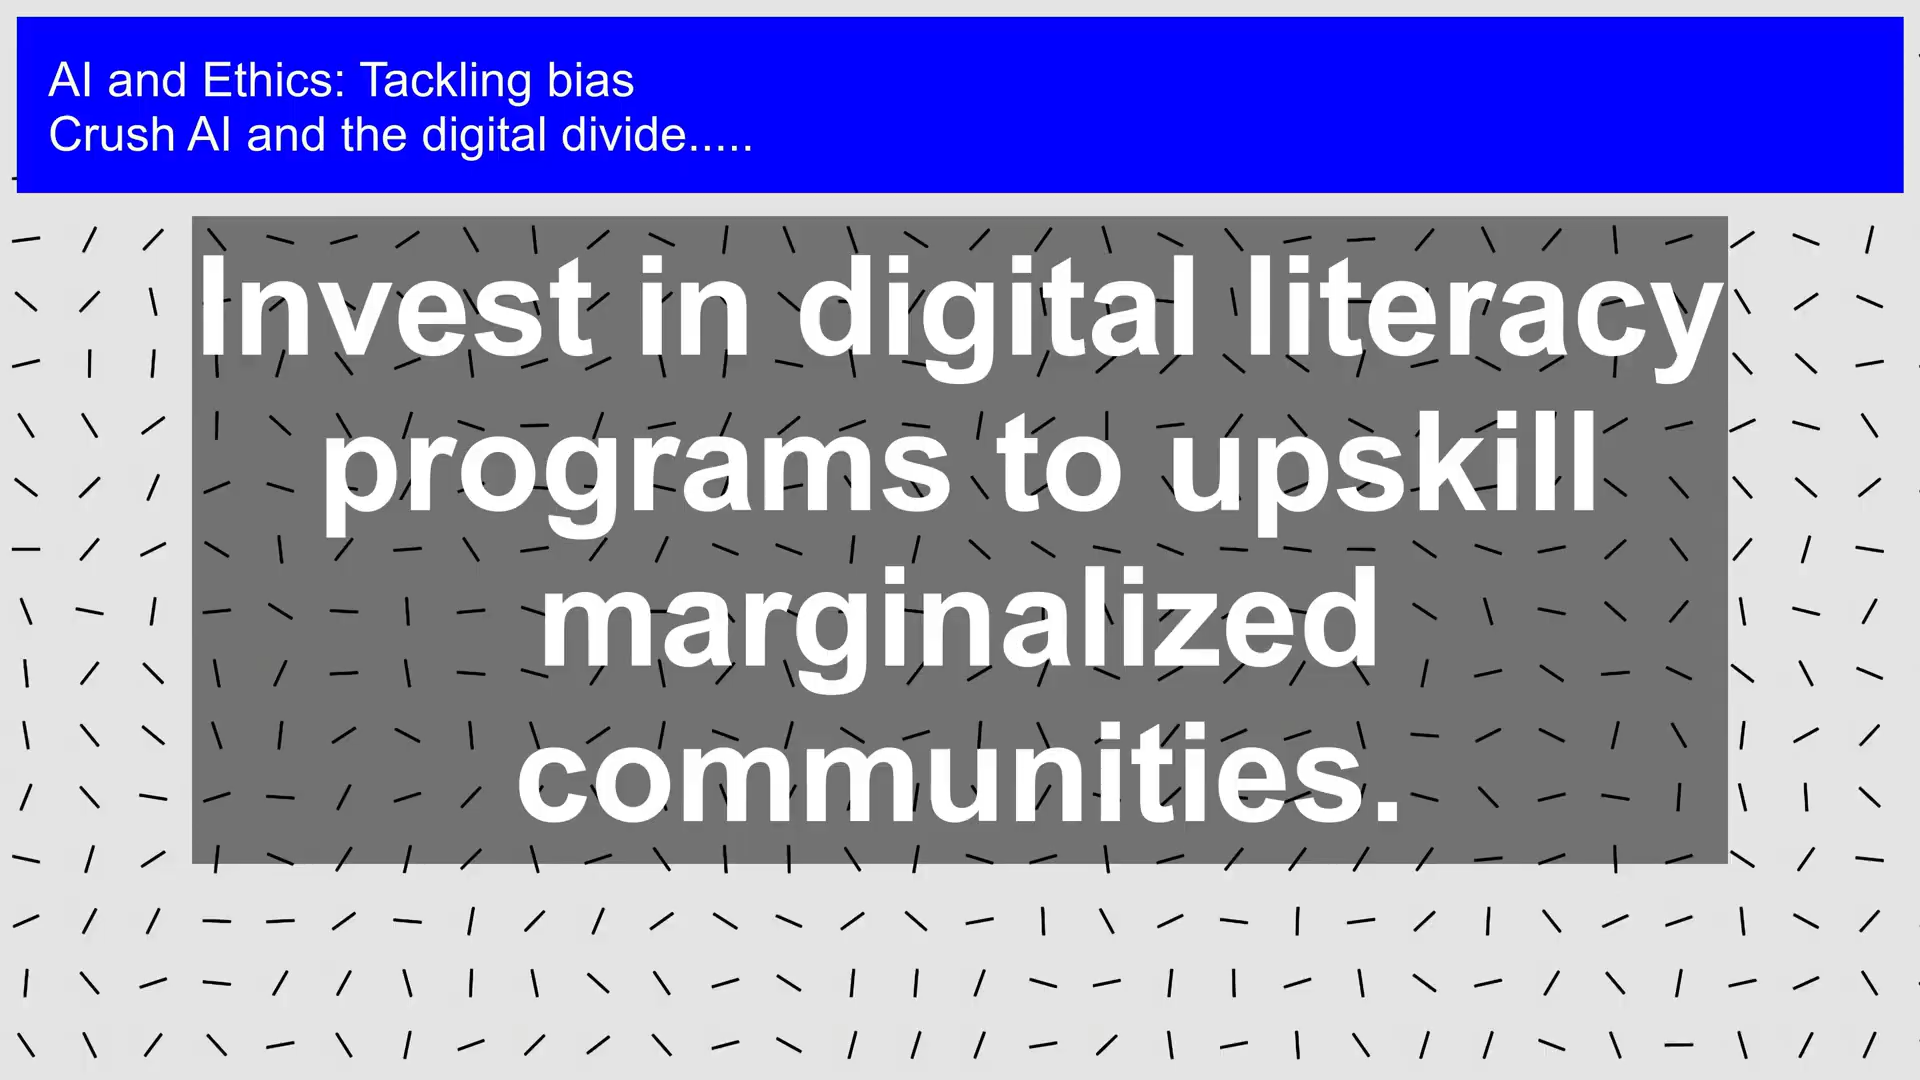 AI and Ethics: Tackling bias
Crush AI and the digital divide.....
Invest in digital literacy
programs to upskill
marginalized
communities.